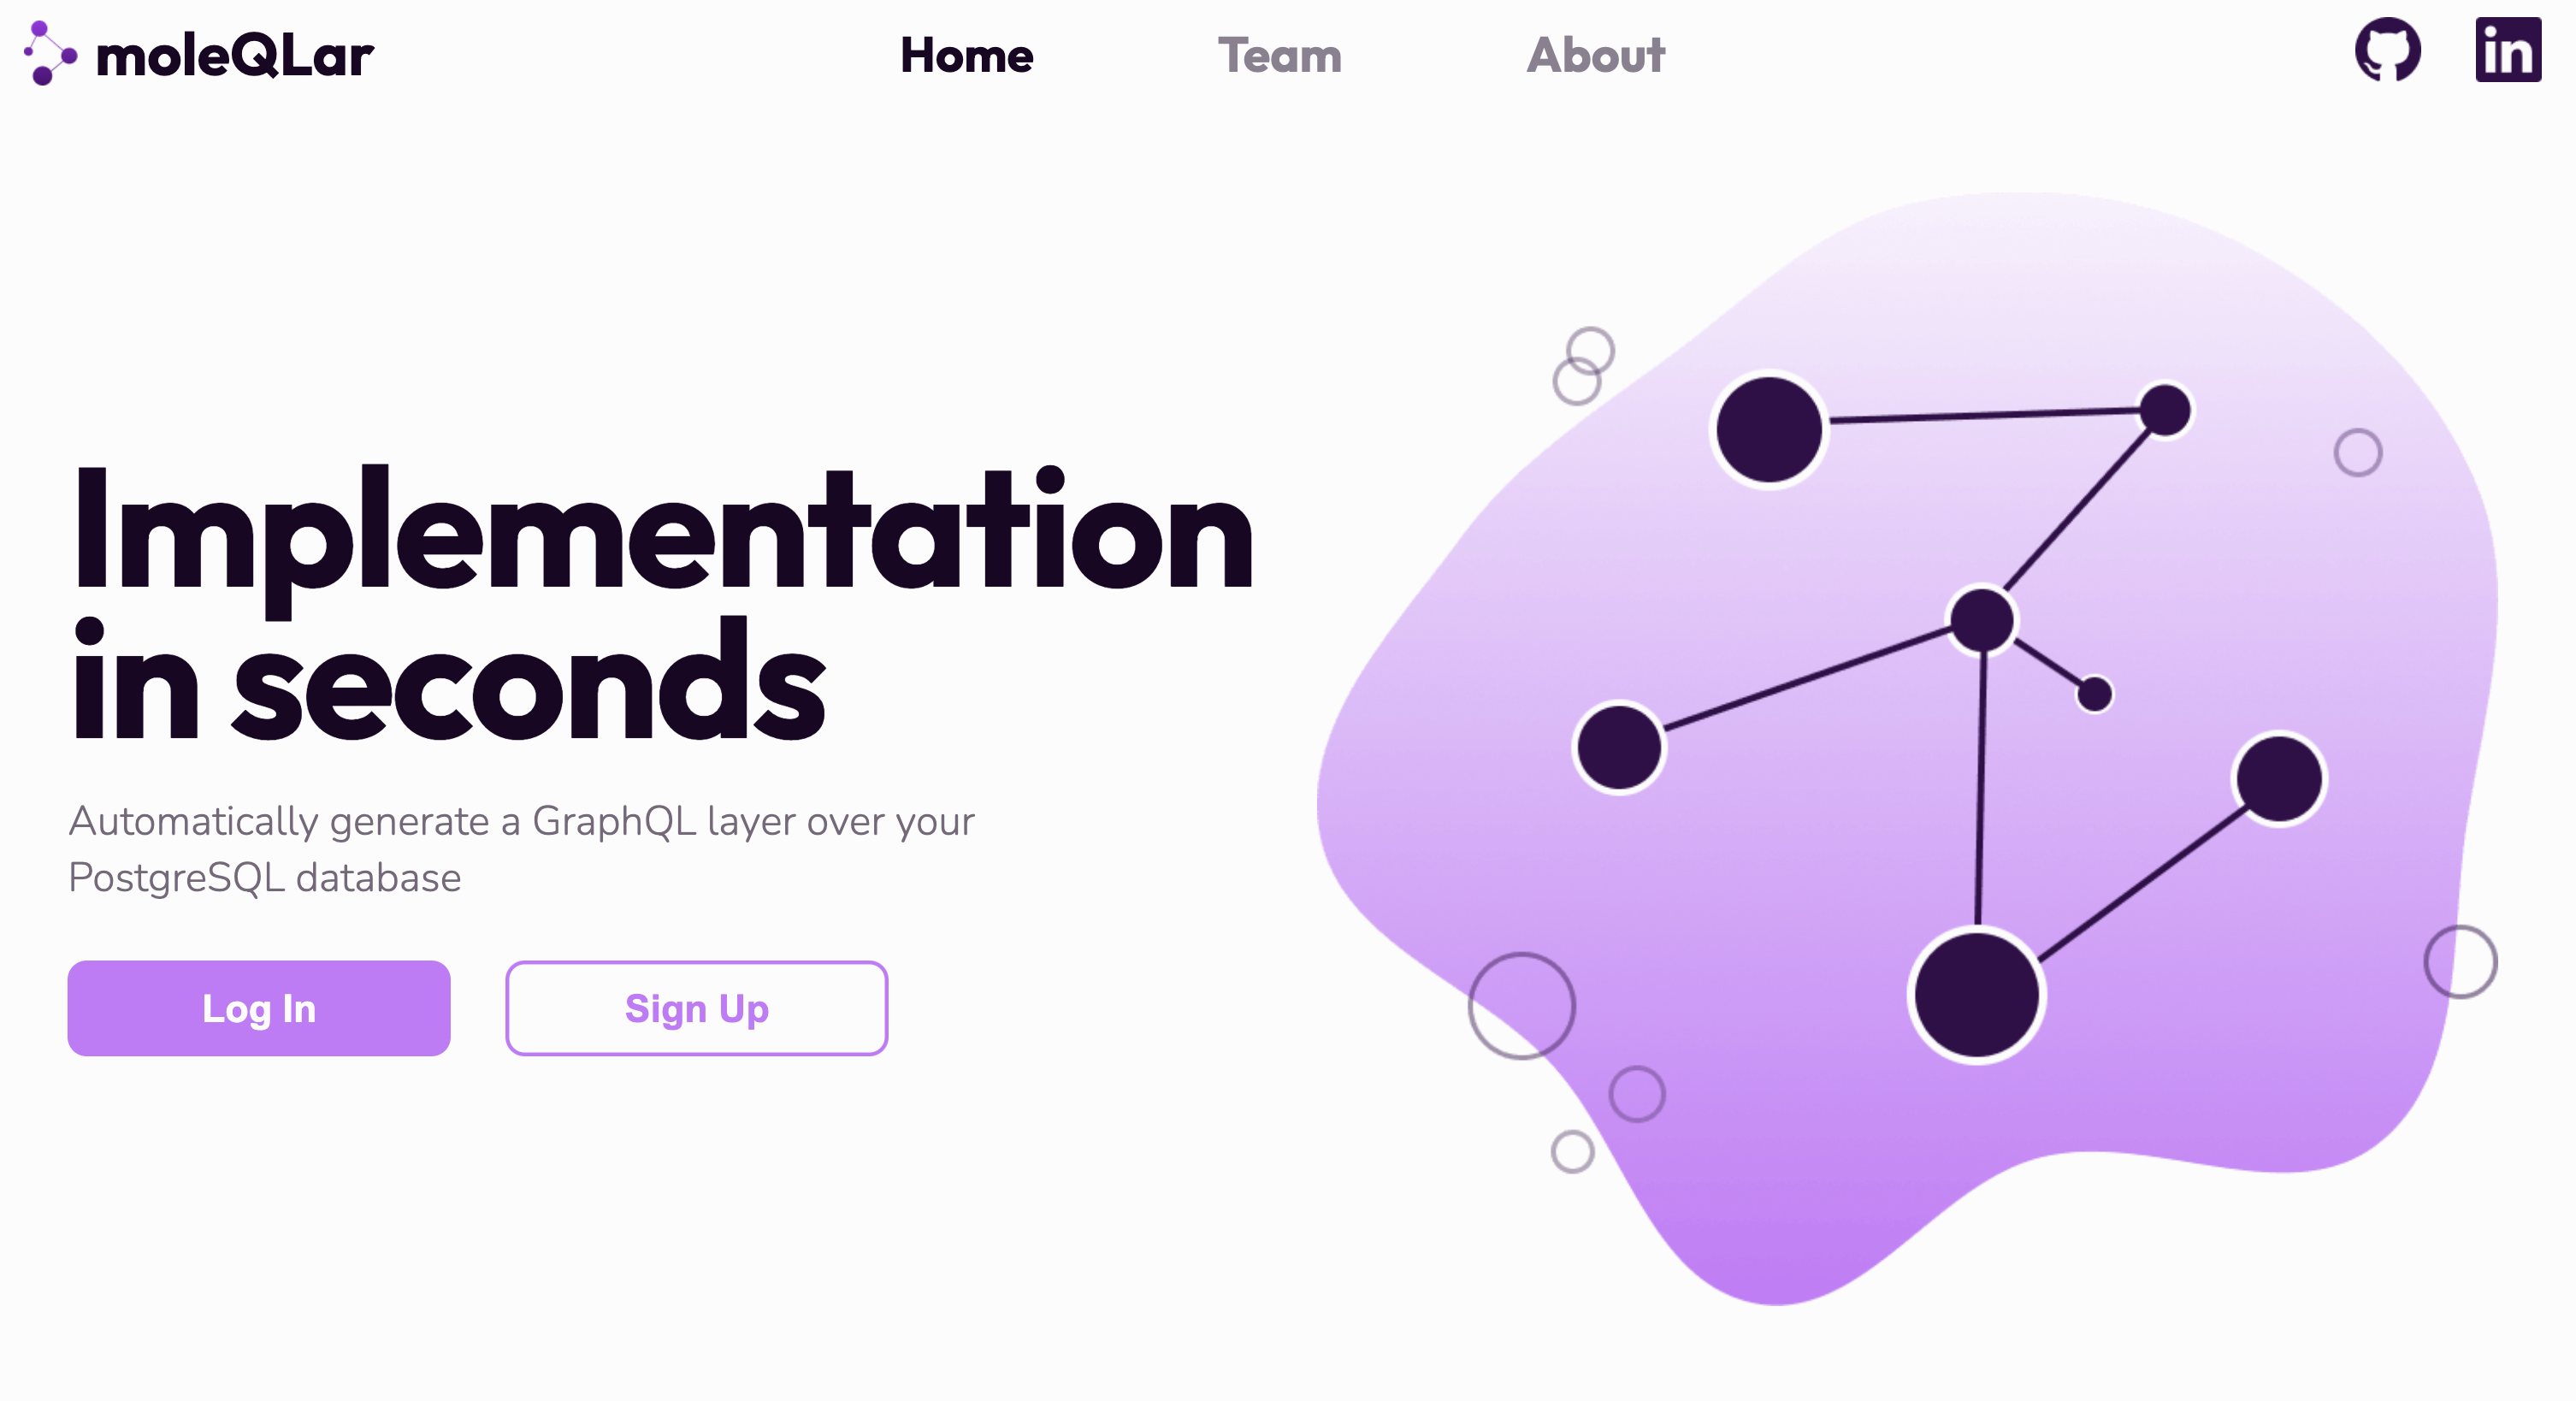 moleQLar
Home
Team
About
in
Implementation
in seconds
Automatically generate a GraphQL layer over your
PostgreSQL database
Log In
Sign Up